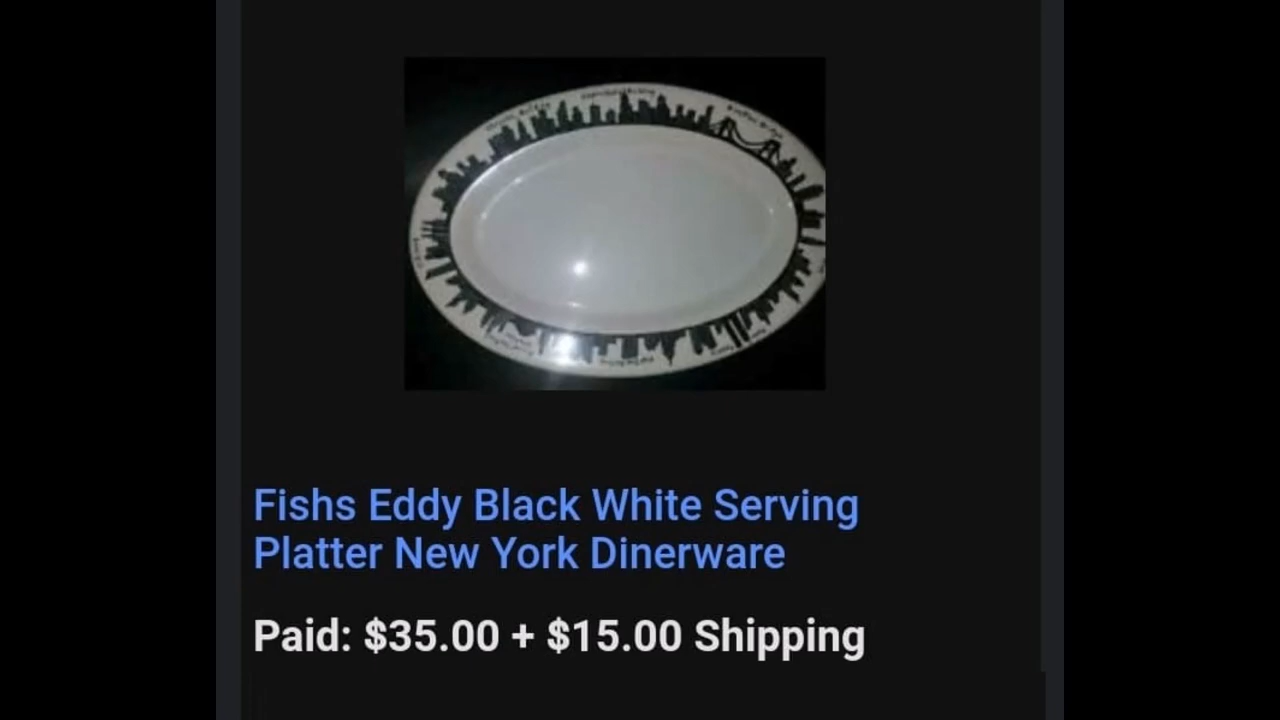 Fishs Eddy Black White Serving
Platter New York Dinerware
Paid: $35.00 + $15.00 Shipping